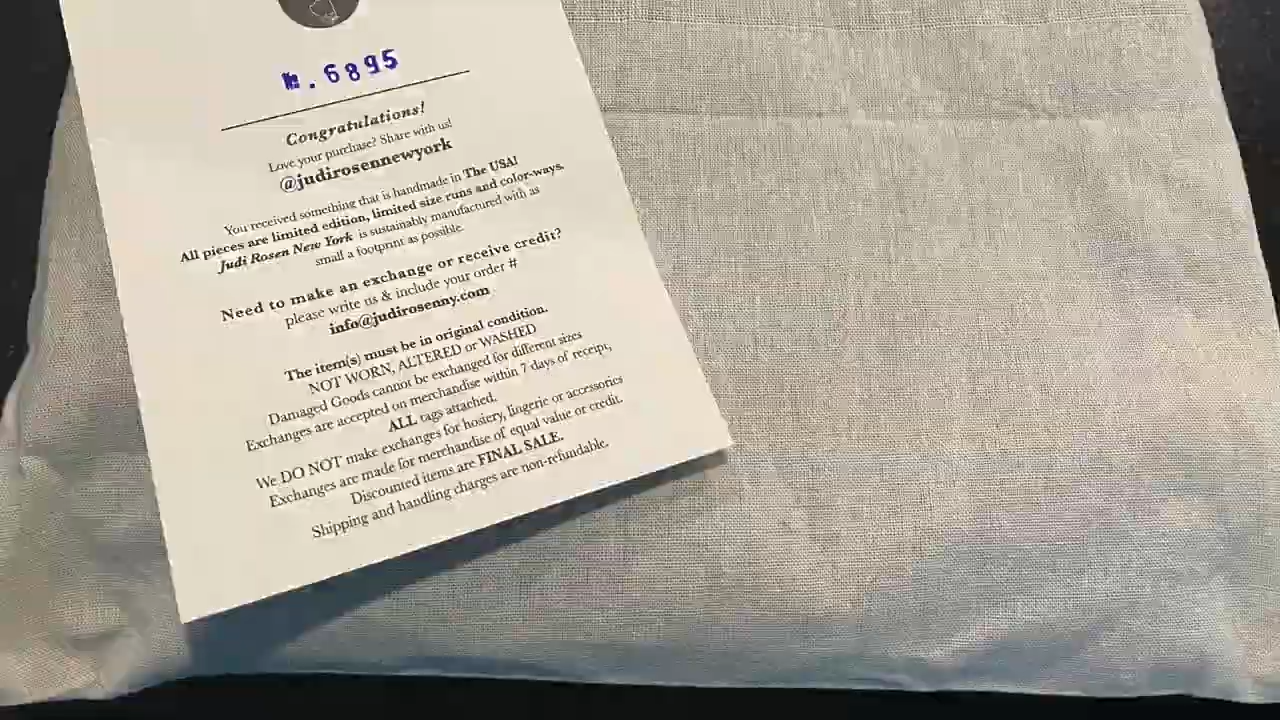 №. 6895
Congratulations!
Love your purchase? Share with us!
@judirosennewyork
You received something that is handmade in The USA!
All pieces are limited edition, limited size runs and color-ways.
Judi Rosen New York is sustainably manufactured with as
small a footprint as possible.
Need to make an exchange or receive credit?
please write us & include your order #
info@judirosenny.com
The item(s) must be in original condition.
NOT WORN, ALTERED or WASHED
Damaged Goods cannot be exchanged for different sizes
Exchanges are accepted on merchandise within 7 days of receipt,
ALL tags attached.
We DO NOT make exchanges for hosiery, lingerie or accessories
Exchanges are made for merchandise of equal value or credit.
Discounted items are FINAL SALE.
Shipping and handling charges are non-refundable.